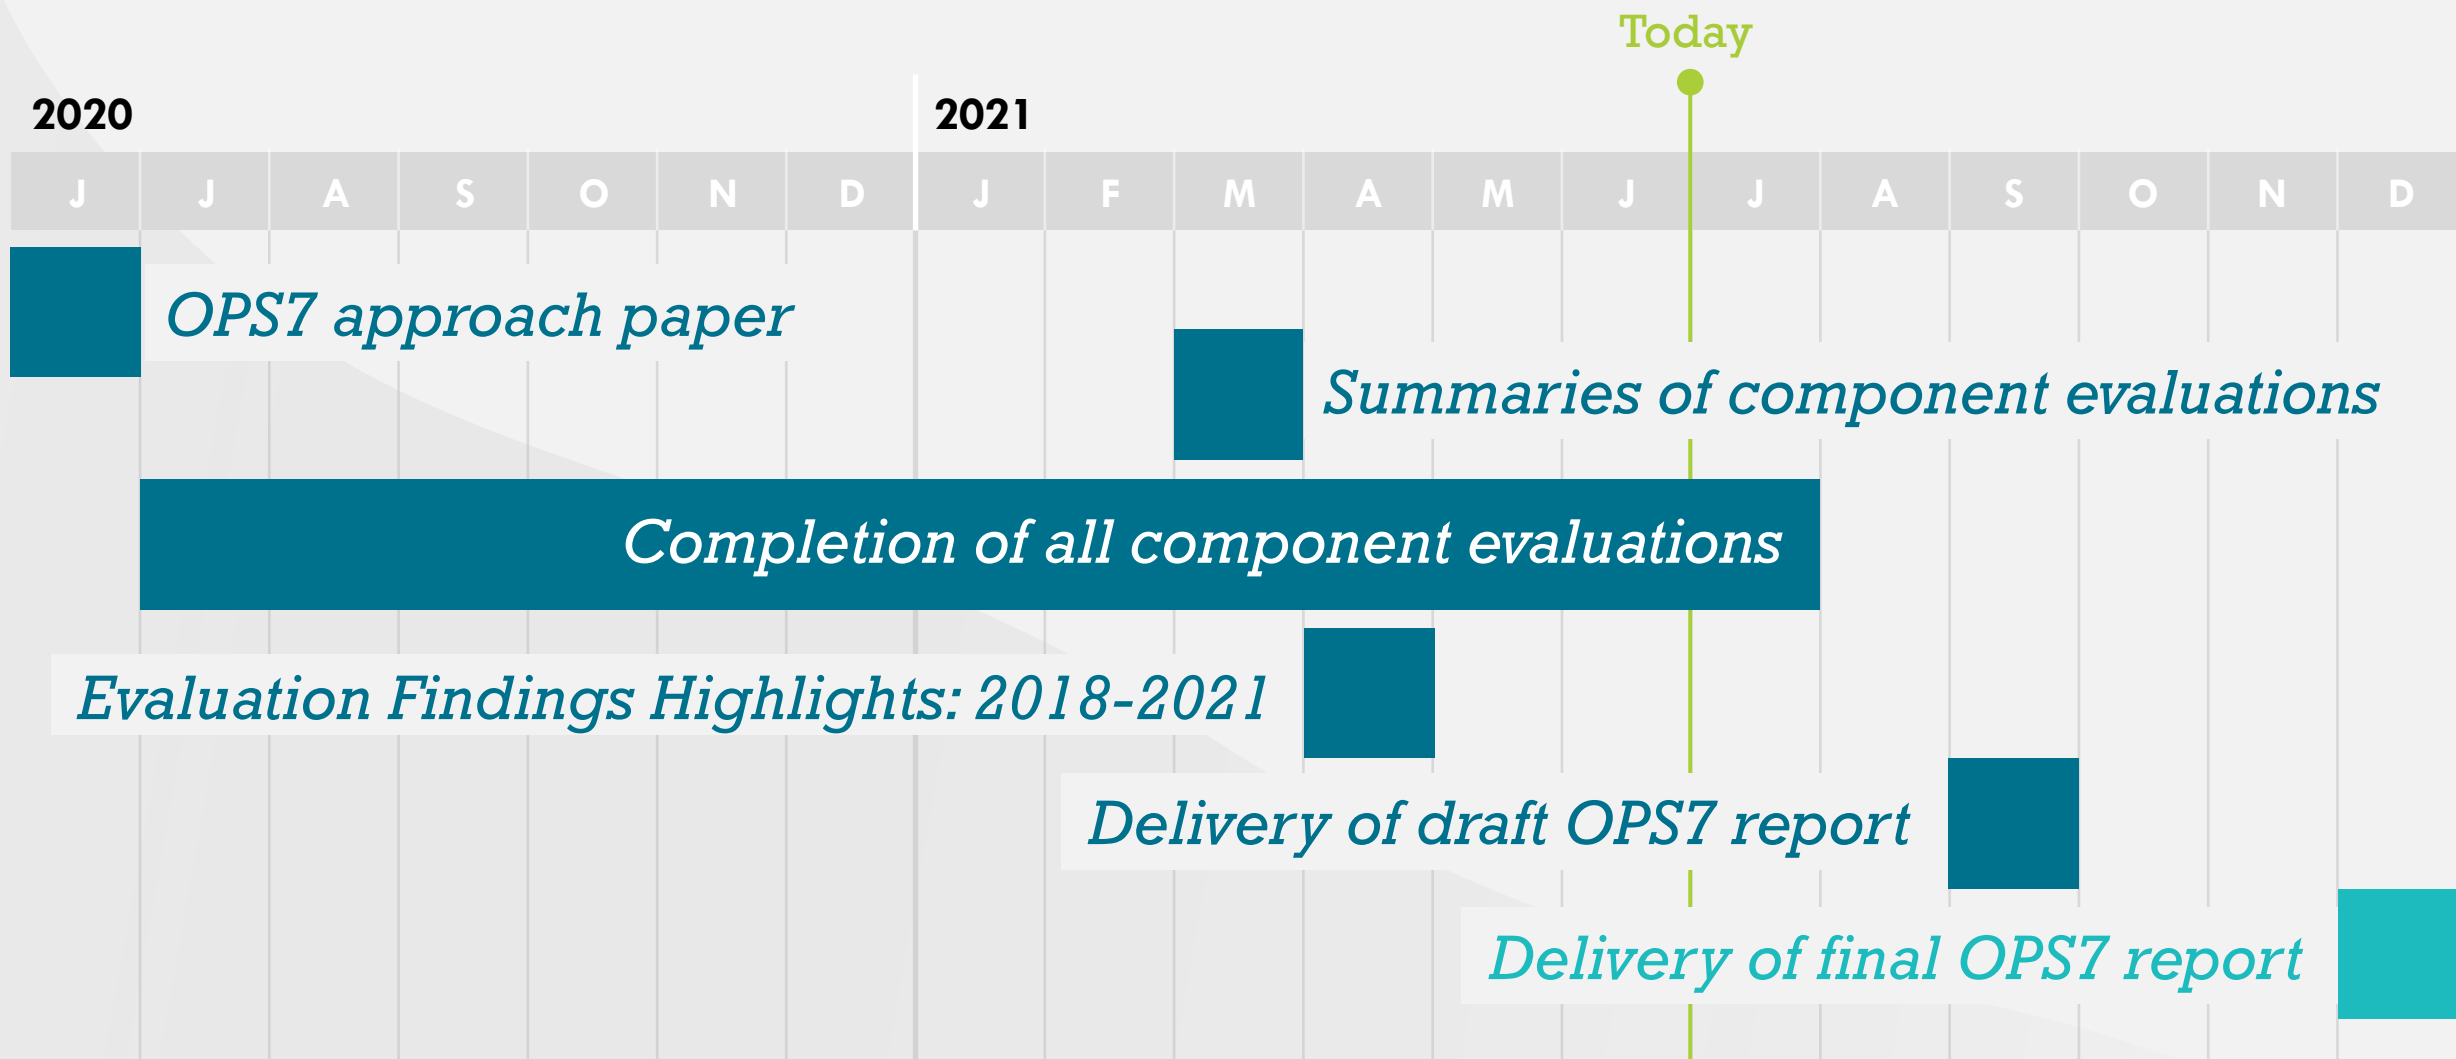 Today
2020 2021
J J A S O N D J F M A M J J A S O N D
OPS7 approach paper
Summaries of component evaluations
Completion of all component evaluations
Evaluation Findings Highlights: 2018-2021
Delivery of draft OPS7 report
Delivery of final OPS7 report